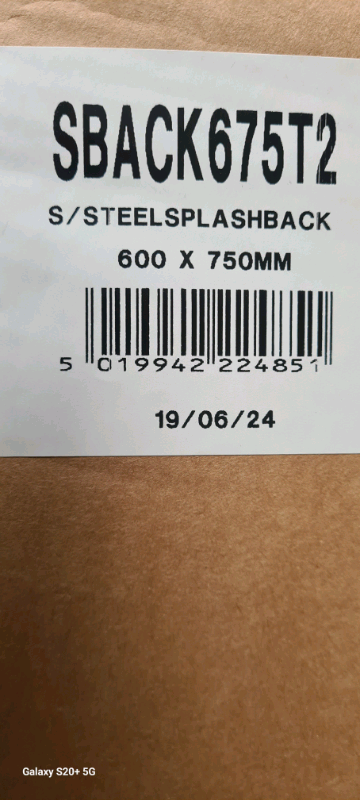 SBACK675T2
S/STEELSPLASHBACK
600 X 750MM
5 019942 224851
19/06/24
Galaxy S20+ 5G